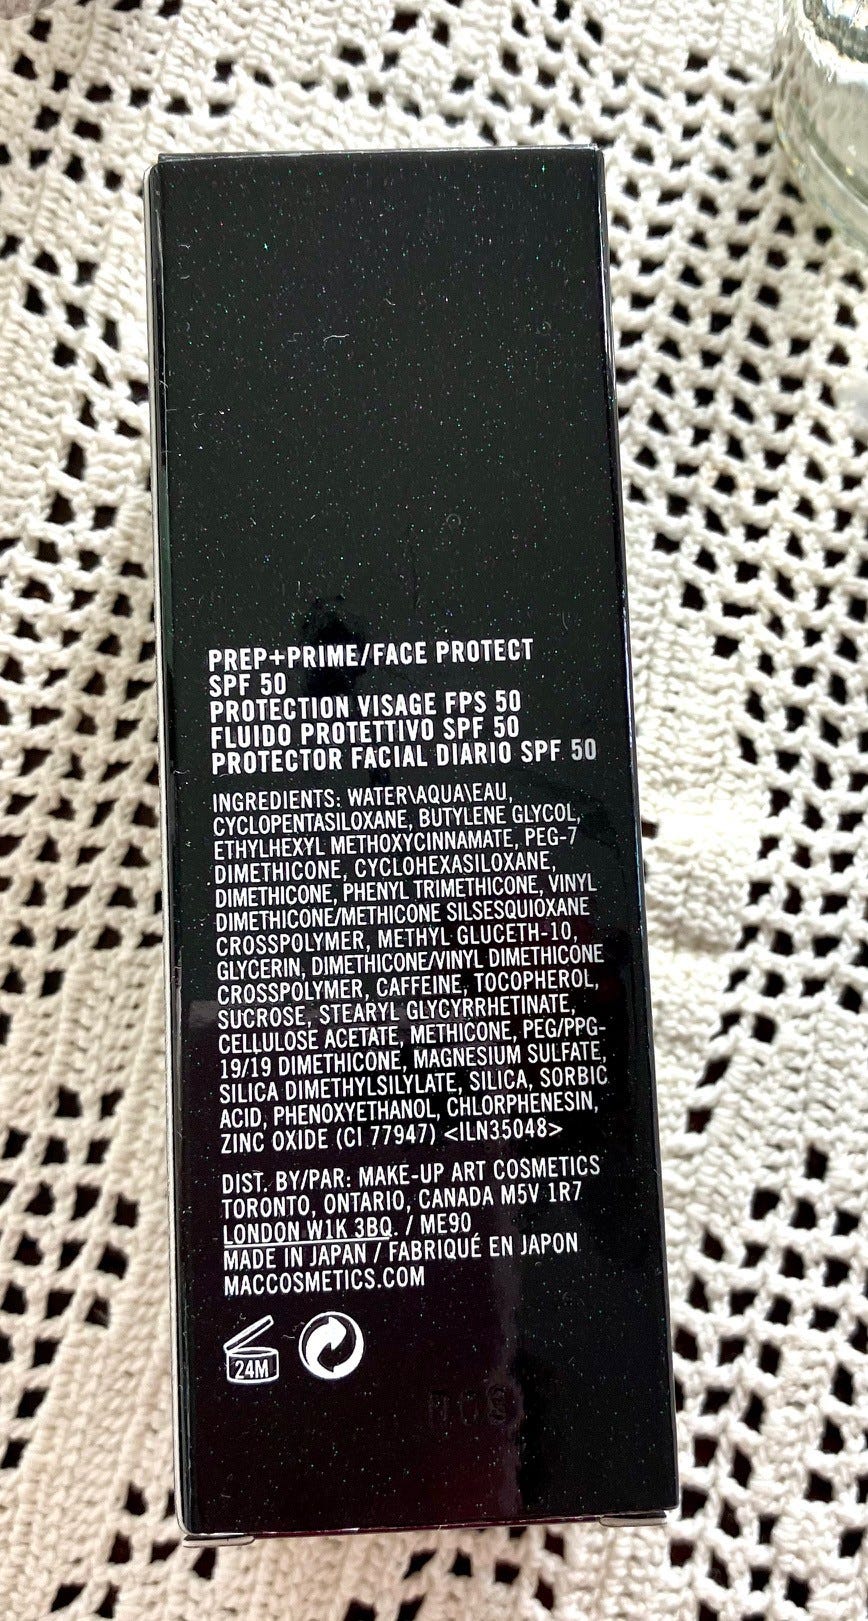 PREP+PRIME/FACE PROTECT
SPF 50
PROTECTION VISAGE FPS 50
FLUIDO PROTETTIVO SPF 50
PROTECTOR FACIAL DIARIO SPF 50
INGREDIENTS: WATER\AQUA\EAU,
CYCLOPENTASILOXANE, BUTYLENE GLYCOL,
ETHYLHEXYL METHOXYCINNAMATE, PEG-7
DIMETHICONE, CYCLOHEXASILOXANE,
DIMETHICONE, PHENYL TRIMETHICONE, VINYL
DIMETHICONE/METHICONE SILSESQUIOXANE
CROSSPOLYMER, METHYL GLUCETH-10,
GLYCERIN, DIMETHICONE/VINYL DIMETHICONE
CROSSPOLYMER, CAFFEINE, TOCOPHEROL,
SUCROSE, STEARYL GLYCYRRHETINATE,
CELLULOSE ACETATE, METHICONE, PEG/PPG-
19/19 DIMETHICONE, MAGNESIUM SULFATE,
SILICA DIMETHYLSILYLATE, SILICA, SORBIC
ACID, PHENOXYETHANOL, CHLORPHENESIN,
ZINC OXIDE (CI 77947) <ILN35048>
DIST. BY/PAR: MAKE-UP ART COSMETICS
TORONTO, ONTARIO, CANADA M5V 1R7
LONDON W1K 3BQ. / ME90
MADE IN JAPAN / FABRIQUÉ EN JAPON
MACCOSMETICS.COM
24M